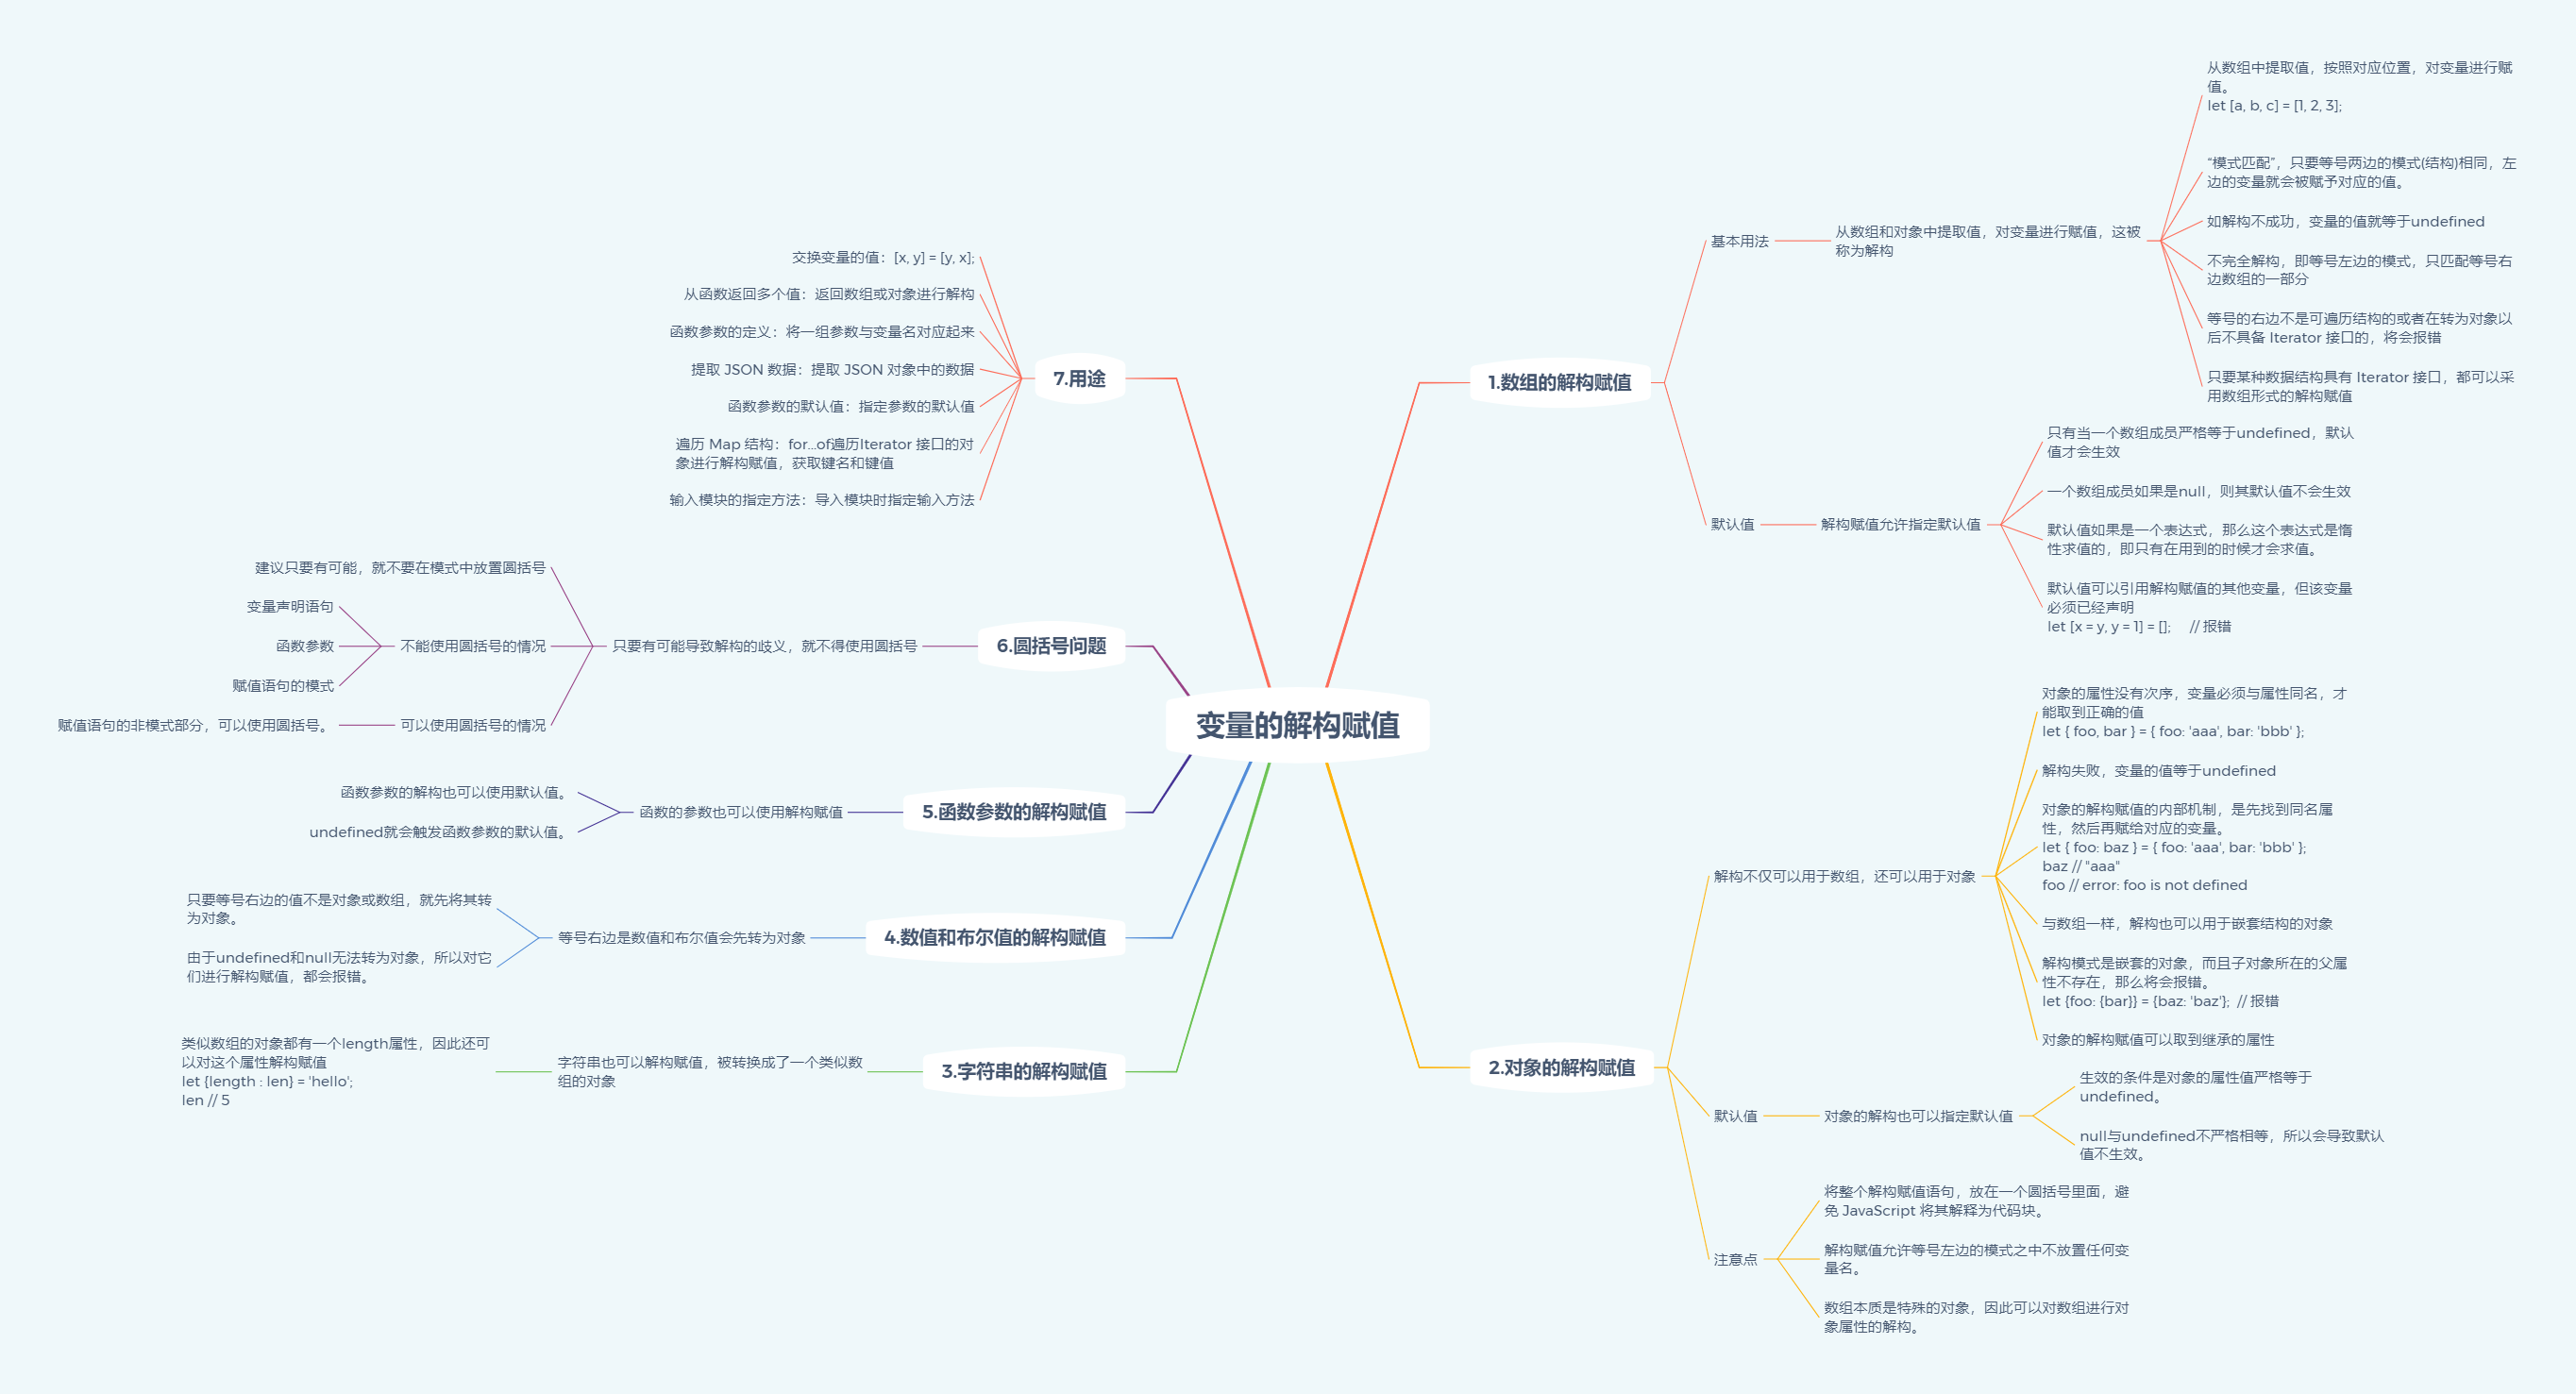 变量的解构赋值
1.数组的解构赋值
基本用法
从数组和对象中提取值，对变量进行赋值，这被
称为解构
从数组中提取值，按照对应位置，对变量进行赋
值。
let [a, b, c] = [1, 2, 3];
“模式匹配”，只要等号两边的模式(结构)相同，左
边的变量就会被赋予对应的值。
如解构不成功，变量的值就等于undefined
不完全解构，即等号左边的模式，只匹配等号右
边数组的一部分
等号的右边不是可遍历结构的或者在转为对象以
后不具备 Iterator 接口的，将会报错
只要某种数据结构具有 Iterator 接口，都可以采
用数组形式的解构赋值
默认值
解构赋值允许指定默认值
只有当一个数组成员严格等于undefined，默认
值才会生效
一个数组成员如果是null，则其默认值不会生效
默认值如果是一个表达式，那么这个表达式是惰
性求值的，即只有在用到的时候才会求值。
默认值可以引用解构赋值的其他变量，但该变量
必须已经声明
let [x = y, y = 1] = []; // 报错
2.对象的解构赋值
解构不仅可以用于数组，还可以用于对象
对象的属性没有次序，变量必须与属性同名，才
能取到正确的值
let { foo, bar } = { foo: 'aaa', bar: 'bbb' };
解构失败，变量的值等于undefined
对象的解构赋值的内部机制，是先找到同名属
性，然后再赋给对应的变量。
let { foo: baz } = { foo: 'aaa', bar: 'bbb' };
baz // "aaa"
foo // error: foo is not defined
与数组一样，解构也可以用于嵌套结构的对象
解构模式是嵌套的对象，而且子对象所在的父属
性不存在，那么将会报错。
let {foo: {bar}} = {baz: 'baz'}; // 报错
对象的解构赋值可以取到继承的属性
默认值
对象的解构也可以指定默认值
生效的条件是对象的属性值严格等于
undefined。
null与undefined不严格相等，所以会导致默认
值不生效。
注意点
将整个解构赋值语句，放在一个圆括号里面，避
免 JavaScript 将其解释为代码块。
解构赋值允许等号左边的模式之中不放置任何变
量名。
数组本质是特殊的对象，因此可以对数组进行对
象属性的解构。
3.字符串的解构赋值
字符串也可以解构赋值，被转换成了一个类似数
组的对象
类似数组的对象都有一个length属性，因此还可
以对这个属性解构赋值
let {length : len} = 'hello';
len // 5
4.数值和布尔值的解构赋值
等号右边是数值和布尔值会先转为对象
只要等号右边的值不是对象或数组，就先将其转
为对象。
由于undefined和null无法转为对象，所以对它
们进行解构赋值，都会报错。
5.函数参数的解构赋值
函数的参数也可以使用解构赋值
函数参数的解构也可以使用默认值。
undefined就会触发函数参数的默认值。
6.圆括号问题
只要有可能导致解构的歧义，就不得使用圆括号
建议只要有可能，就不要在模式中放置圆括号
不能使用圆括号的情况
变量声明语句
函数参数
赋值语句的模式
可以使用圆括号的情况
赋值语句的非模式部分，可以使用圆括号。
7.用途
交换变量的值：[x, y] = [y, x];
从函数返回多个值：返回数组或对象进行解构
函数参数的定义：将一组参数与变量名对应起来
提取 JSON 数据：提取 JSON 对象中的数据
函数参数的默认值：指定参数的默认值
遍历 Map 结构：for...of遍历Iterator 接口的对
象进行解构赋值，获取键名和键值
输入模块的指定方法：导入模块时指定输入方法